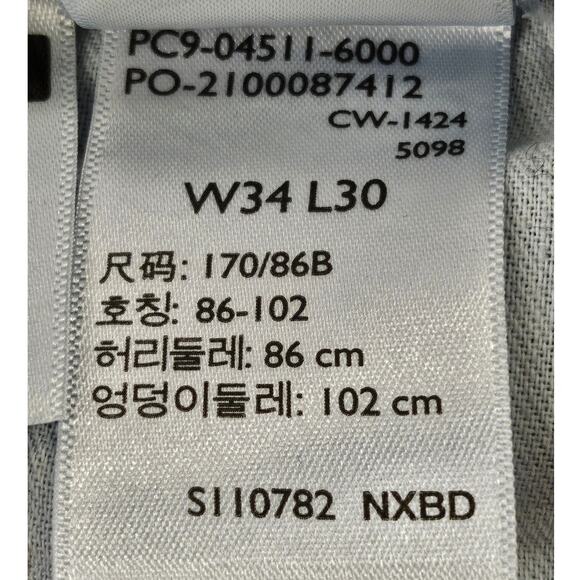 PC9-04511-6000
PO-2100087412
CW-1424
5098
W34 L30
尺码: 170/86B
호칭: 86-102
허리둘레: 86 cm
엉덩이둘레: 102 cm
S110782 NXBD